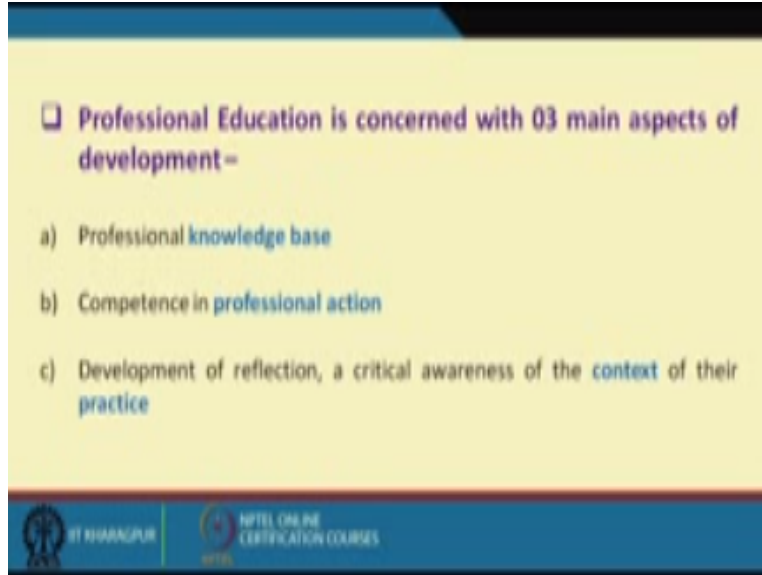 ❑ Professional Education is concerned with 03 main aspects of
development–
a) Professional knowledge base
b) Competence in professional action
c) Development of reflection, a critical awareness of the context of their
practice
IIT KHARAGPUR
NPTEL
NPTEL ONLINE
CERTIFICATION COURSES